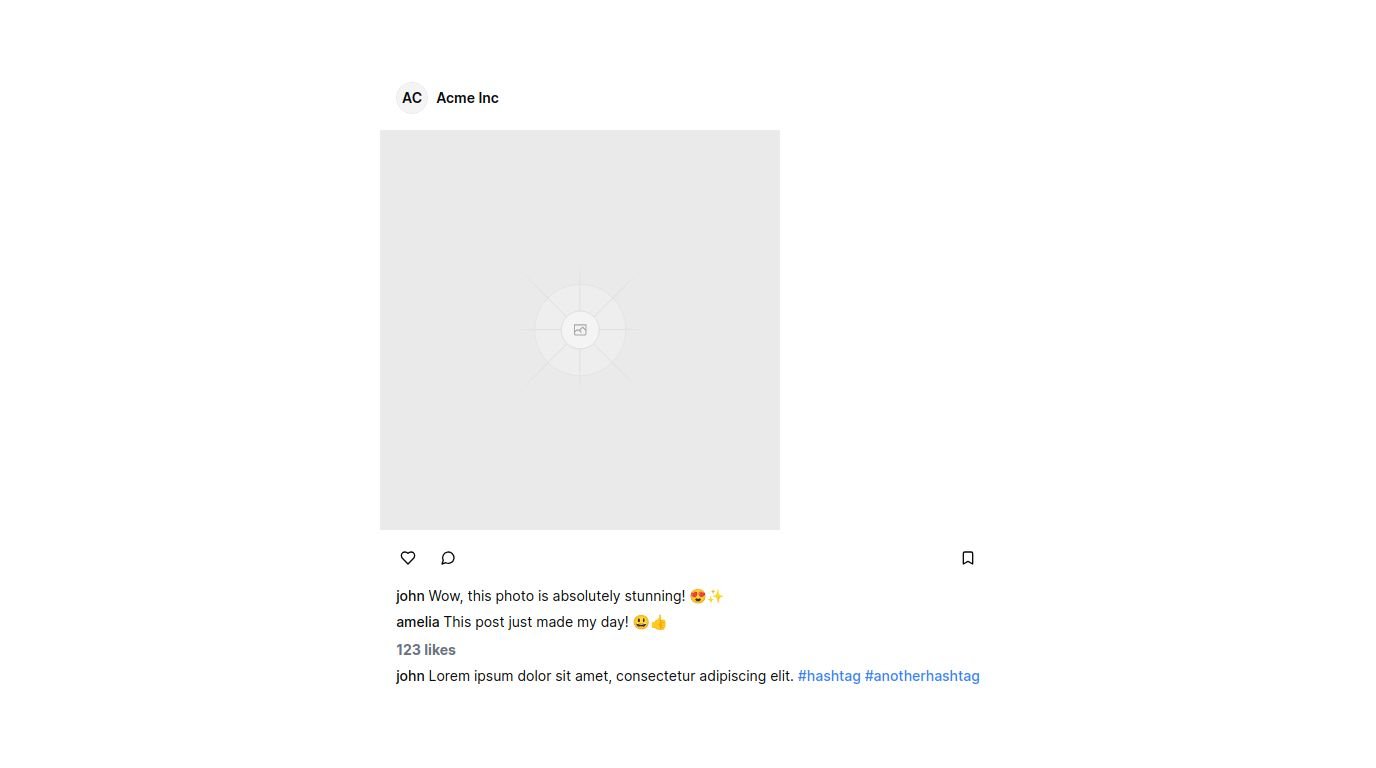 AC Acme Inc
john Wow, this photo is absolutely stunning! 😍✨
amelia This post just made my day! 😃👍
123 likes
john Lorem ipsum dolor sit amet, consectetur adipiscing elit. #hashtag #anotherhashtag